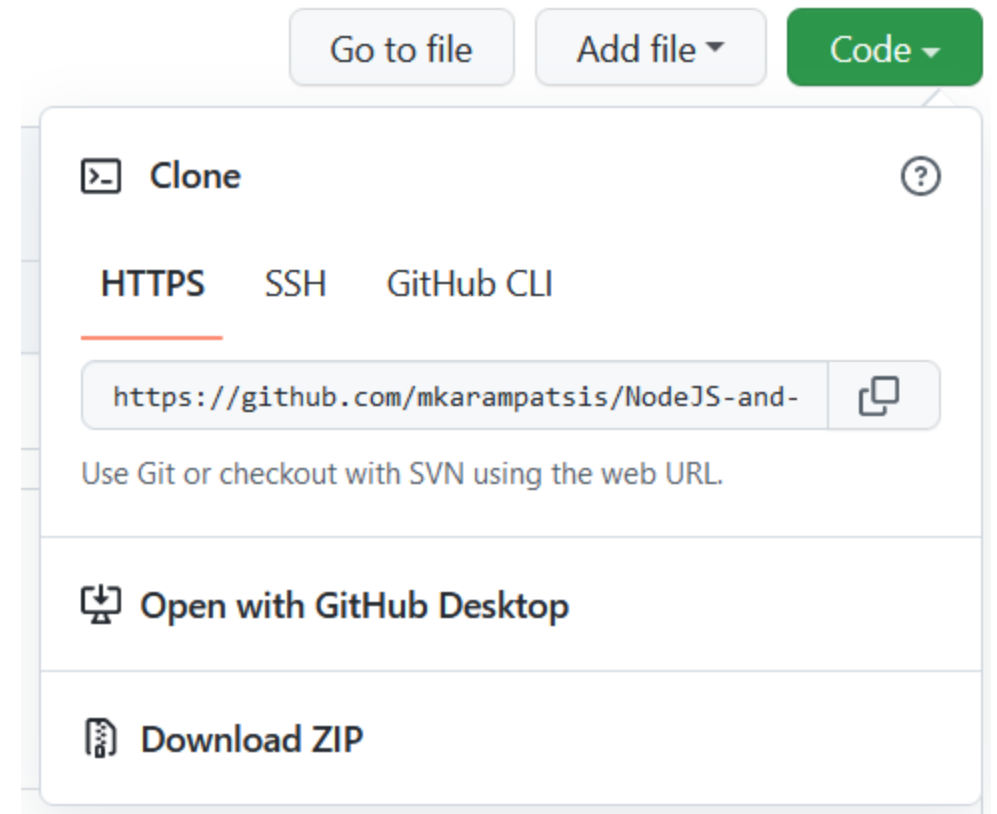 Go to file Add file Code
Clone
HTTPS SSH GitHub CLI
https://github.com/mkarampatsis/NodeJS-and-
Use Git or checkout with SVN using the web URL.
Open with GitHub Desktop
Download ZIP